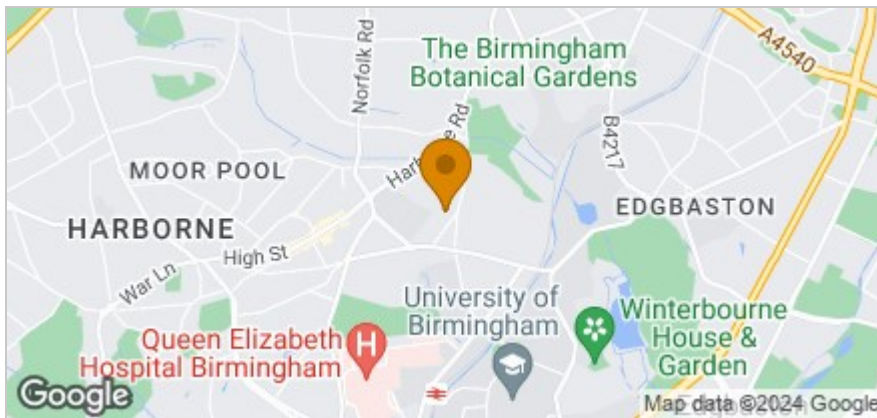 The Birmingham
Botanical Gardens
A4540
Norfolk Rd
B4217
MOOR POOL
EDGBASTON
HARBORNE
High St
War Ln
University of
Birmingham
Winterbourne
House &
Garden
Queen Elizabeth
Hospital Birmingham
H
Google
Map data ©2024 Google